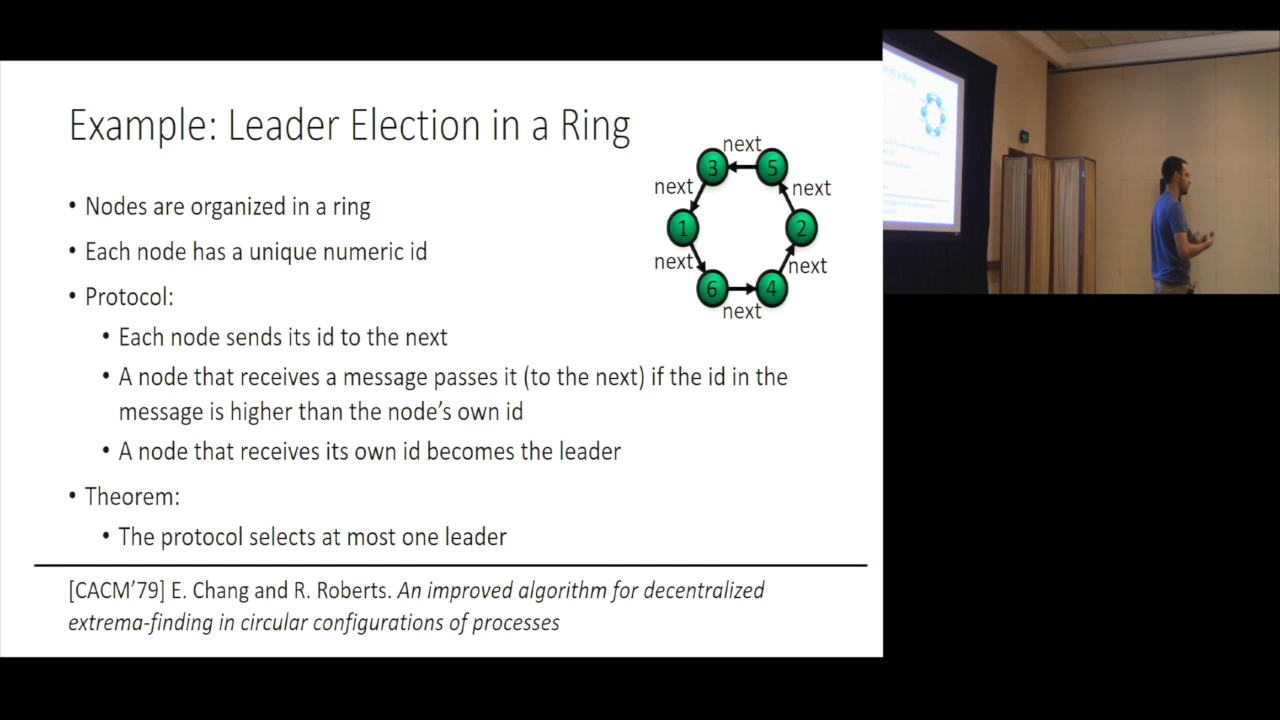 Example: Leader Election in a Ring
• Nodes are organized in a ring
• Each node has a unique numeric id
• Protocol:
• Each node sends its id to the next
• A node that receives a message passes it (to the next) if the id in the
message is higher than the node's own id
• A node that receives its own id becomes the leader
• Theorem:
• The protocol selects at most one leader
[CACM'79] E. Chang and R. Roberts. An improved algorithm for decentralized
extrema-finding in circular configurations of processes
next
3
5
next
next
1
2
next
next
6
4
next